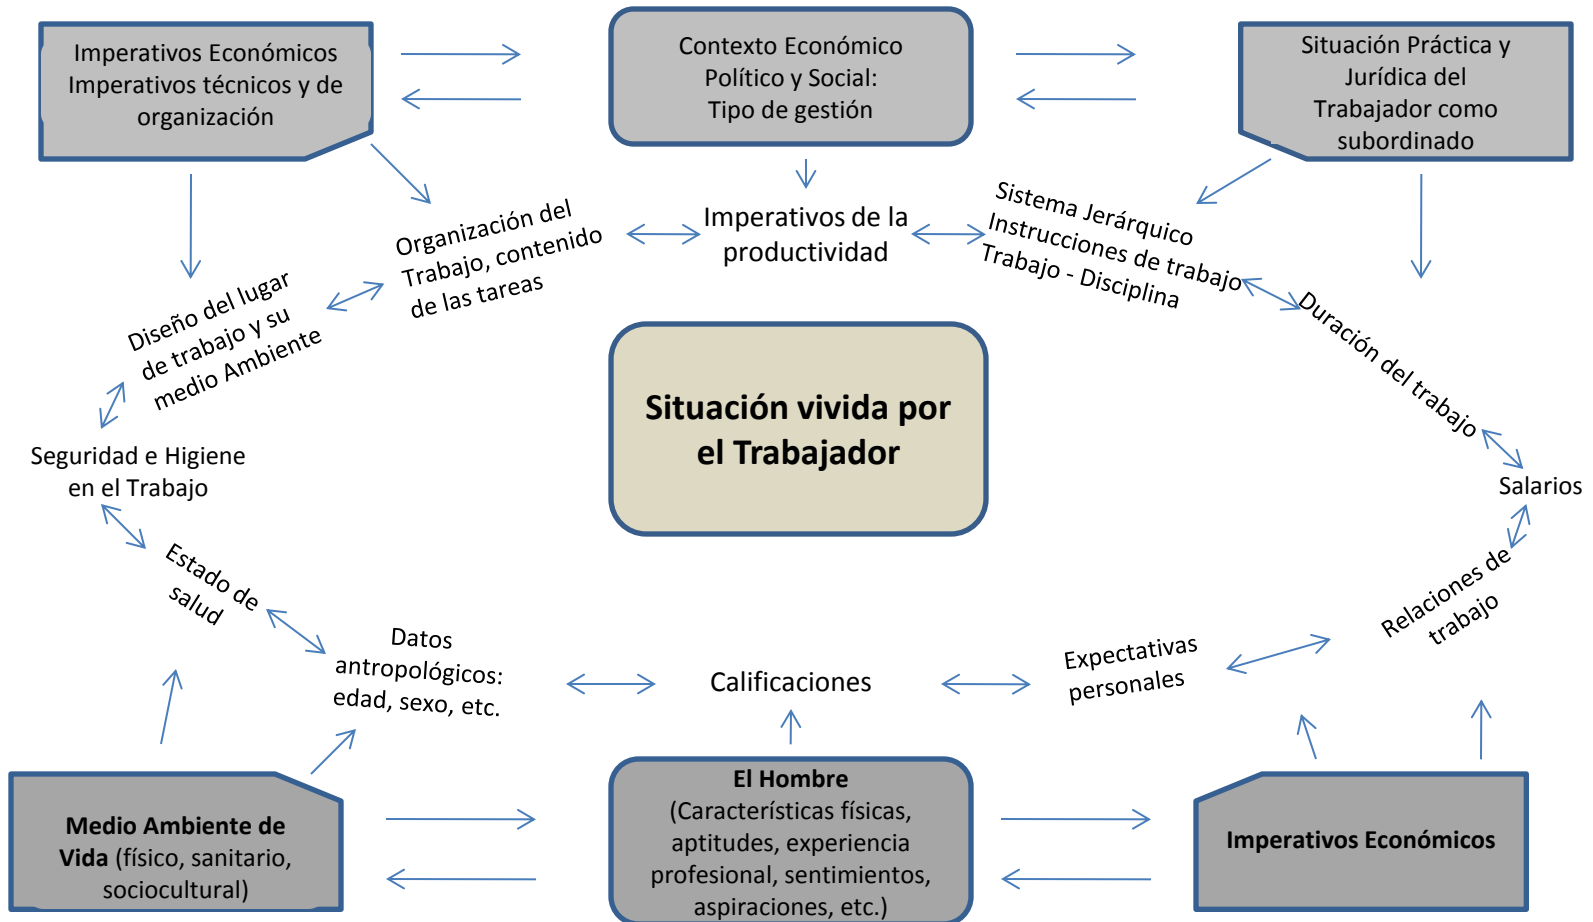 Imperativos Económicos
Imperativos técnicos y de
organización
Contexto Económico
Político y Social:
Tipo de gestión
Situación Práctica y
Jurídica del
Trabajador como
subordinado
Organización del
Trabajo, contenido
de las tareas
Imperativos de la
productividad
Sistema Jerárquico
Instrucciones de trabajo
Trabajo - Disciplina
Diseño del lugar
de trabajo y su
medio Ambiente
Duración del trabajo
Situación vivida por
el Trabajador
Seguridad e Higiene
en el Trabajo
Salarios
Estado de
salud
Relaciones de
trabajo
Datos
antropológicos:
edad, sexo, etc.
Calificaciones
Expectativas
personales
Medio Ambiente de
Vida (físico, sanitario,
sociocultural)
El Hombre
(Características físicas,
aptitudes, experiencia
profesional, sentimientos,
aspiraciones, etc.)
Imperativos Económicos